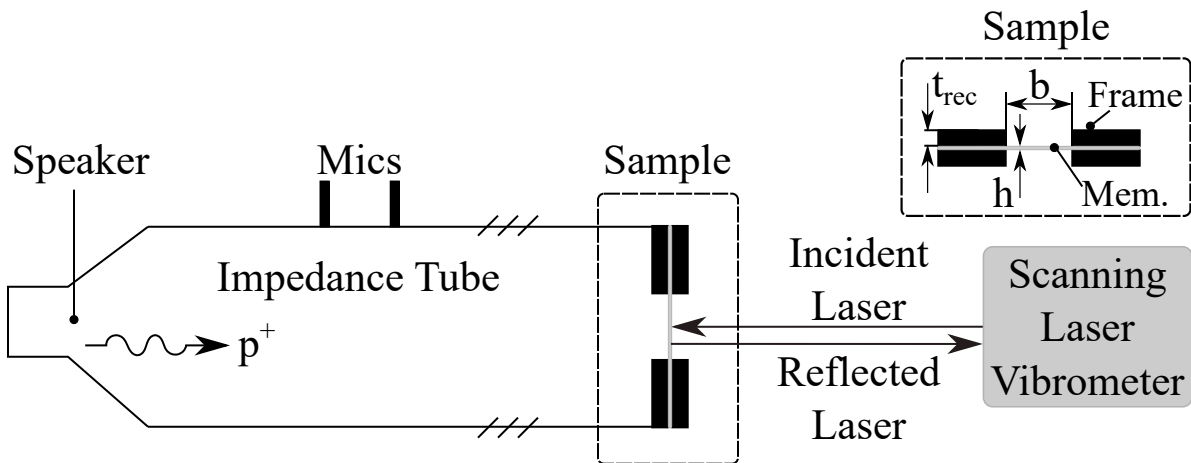 Sample
t_rec
b
Frame
h
Mem.
Speaker
Mics
Sample
Impedance Tube
p⁺
Incident
Laser
Reflected
Laser
Scanning
Laser
Vibrometer